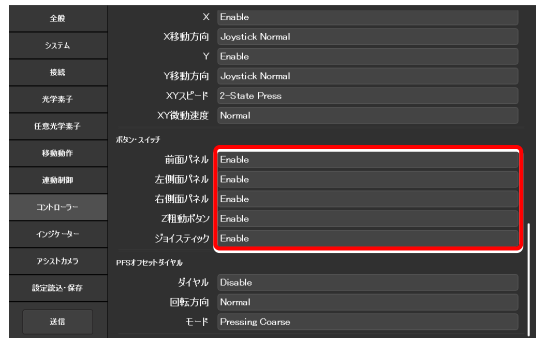 全般
システム
接続
光学素子
任意光学素子
移動動作
連動制御
コントローラー
インジケーター
アシストカメラ
設定読込・保存
送信
X Enable
X移動方向 Joystick Normal
Y Enable
Y移動方向 Joystick Normal
XYスピード 2-State Press
XY微動速度 Normal
ボタン・スイッチ
前面パネル Enable
左側面パネル Enable
右側面パネル Enable
Z粗動ボタン Enable
ジョイスティック Enable
PFSオフセットダイヤル
ダイヤル Disable
回転方向 Normal
モード Pressing Coarse